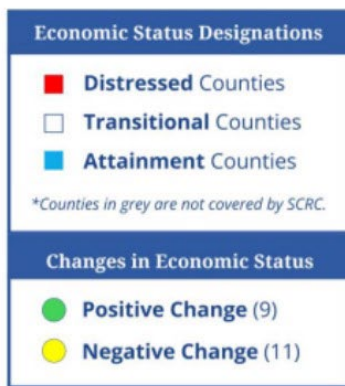 Economic Status Designations
Distressed Counties
Transitional Counties
Attainment Counties
*Counties in grey are not covered by SCRC.
Changes in Economic Status
Positive Change (9)
Negative Change (11)